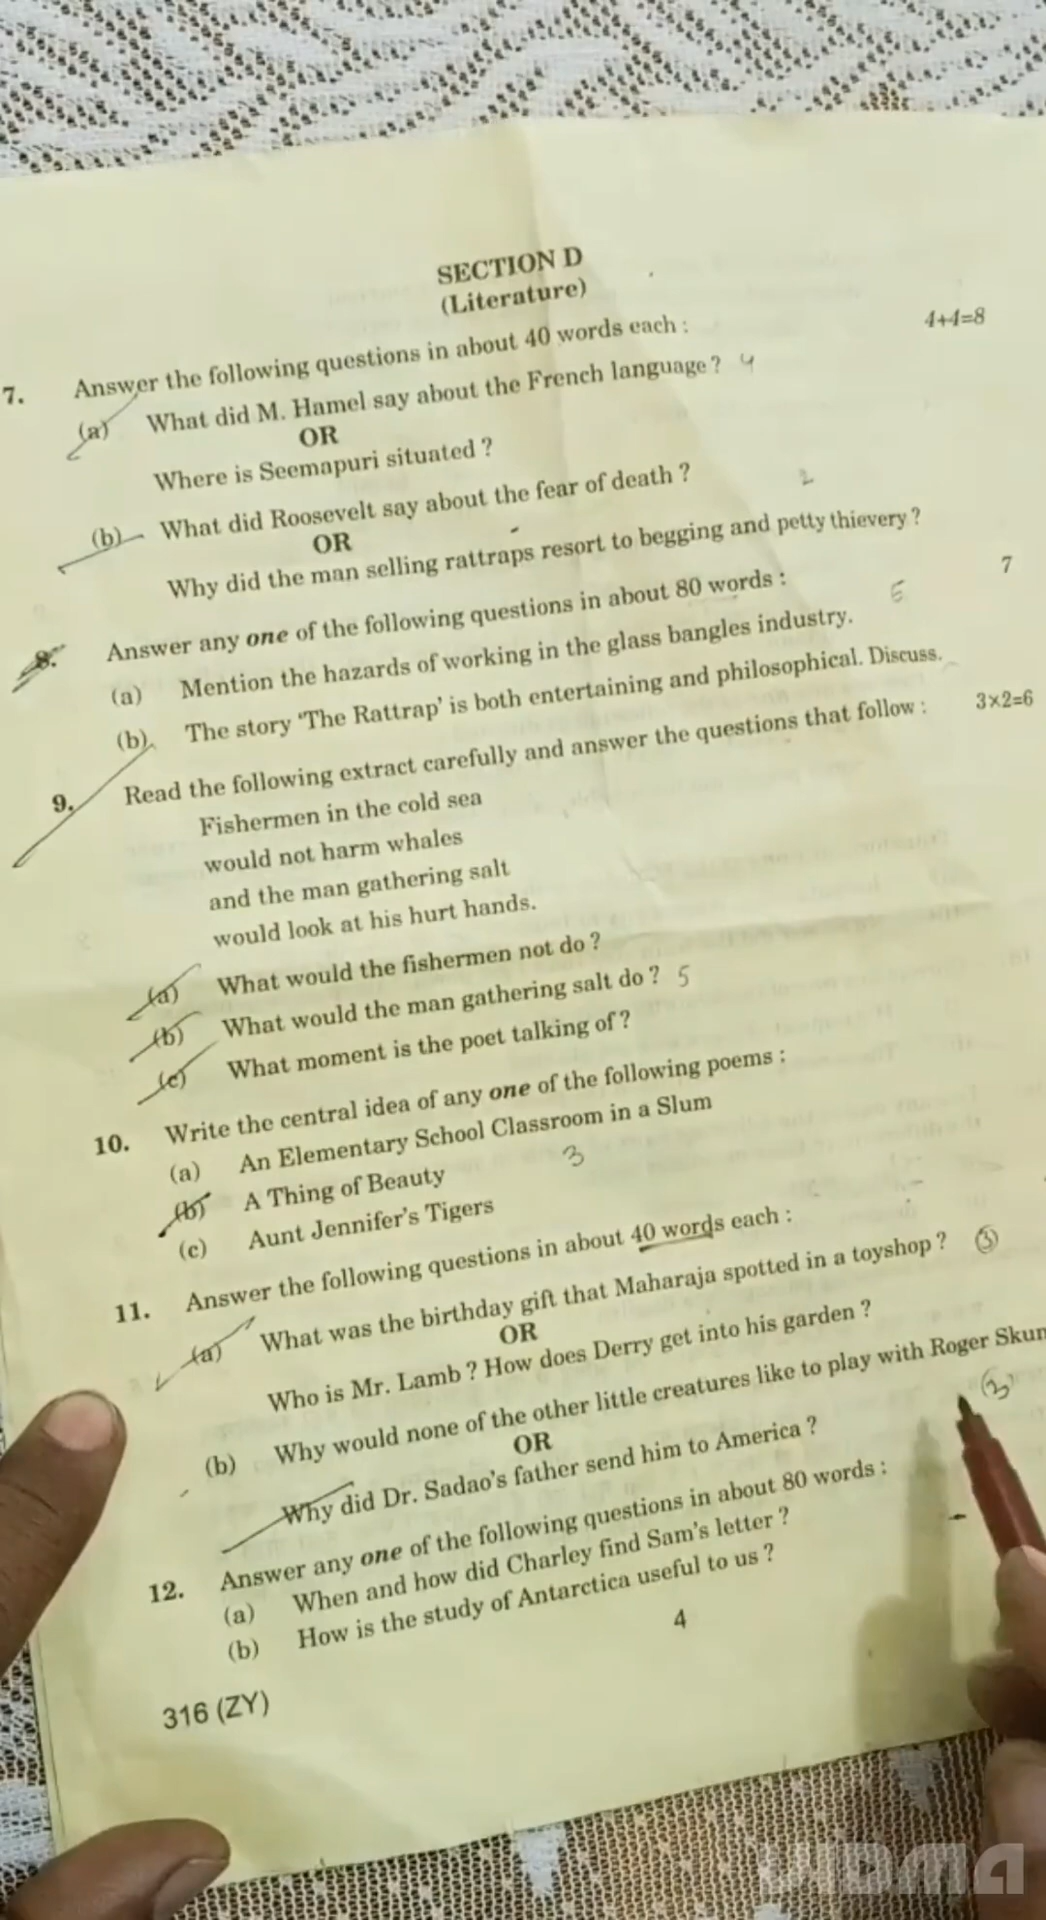 SECTION D
(Literature)
7. Answer the following questions in about 40 words each : 4+4=8
(a) What did M. Hamel say about the French language ? 4
OR
Where is Seemapuri situated ?
(b) What did Roosevelt say about the fear of death ? 2
OR
Why did the man selling rattraps resort to begging and petty thievery ?
8. Answer any one of the following questions in about 80 words : 7
(a) Mention the hazards of working in the glass bangles industry.
(b) The story ‘The Rattrap’ is both entertaining and philosophical. Discuss.
9. Read the following extract carefully and answer the questions that follow : 3×2=6
Fishermen in the cold sea
would not harm whales
and the man gathering salt
would look at his hurt hands.
(a) What would the fishermen not do ?
(b) What would the man gathering salt do ? 5
(c) What moment is the poet talking of ?
10. Write the central idea of any one of the following poems :
(a) An Elementary School Classroom in a Slum
(b) A Thing of Beauty 3
(c) Aunt Jennifer’s Tigers
11. Answer the following questions in about 40 words each :
(a) What was the birthday gift that Maharaja spotted in a toyshop ? 3
OR
Who is Mr. Lamb ? How does Derry get into his garden ?
(b) Why would none of the other little creatures like to play with Roger
OR
Why did Dr. Sadao’s father send him to America ?
12. Answer any one of the following questions in about 80 words :
(a) When and how did Charley find Sam’s letter ?
(b) How is the study of Antarctica useful to us ?
4
316 (ZY)
VIDMA